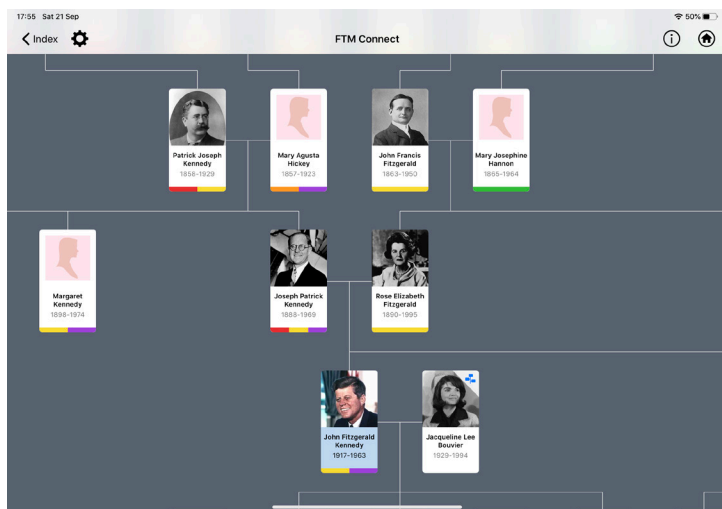 17:55 Sat 21 Sep
50%
Index
FTM Connect
Patrick Joseph
Kennedy
1858-1929
Mary Agusta
Hickey
1857-1923
John Francis
Fitzgerald
1863-1950
Mary Josephine
Hannon
1865-1964
Margaret
Kennedy
1898-1974
Joseph Patrick
Kennedy
1888-1969
Rose Elizabeth
Fitzgerald
1890-1995
John Fitzgerald
Kennedy
1917-1963
Jacqueline Lee
Bouvier
1929-1994